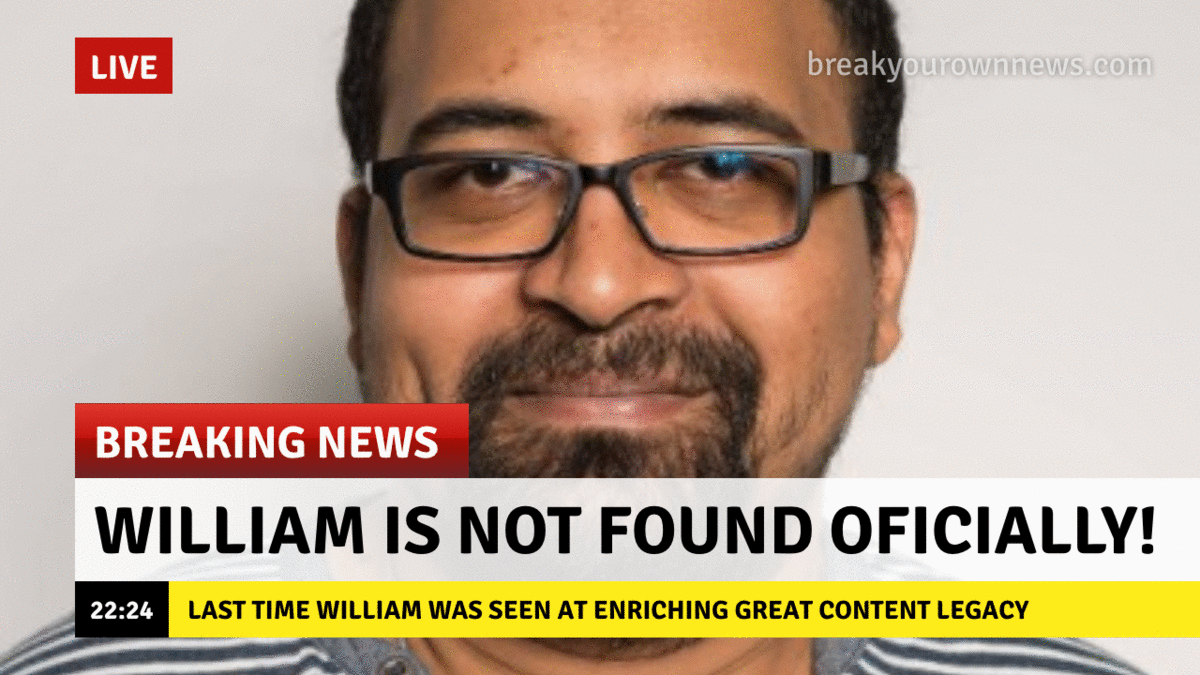 LIVE
breakyourownnews.com
BREAKING NEWS
WILLIAM IS NOT FOUND OFICIALLY!
22:24
LAST TIME WILLIAM WAS SEEN AT ENRICHING GREAT CONTENT LEGACY